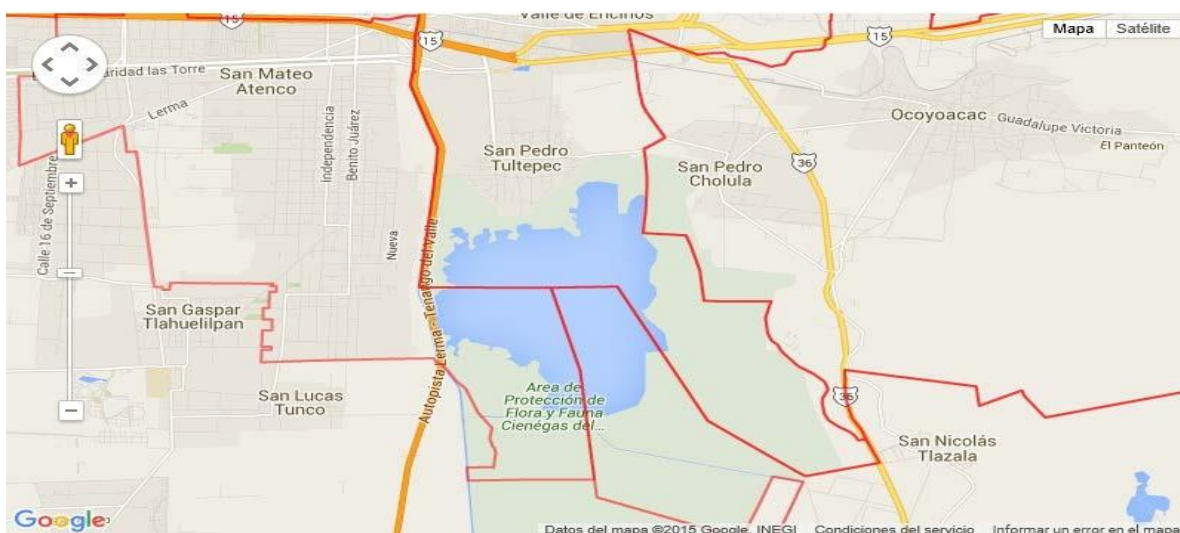 Valle de Encinos
15
15
15
Mapa Satélite
aridad las Torre
San Mateo
Atenco
Lerma
Independencia
Benito Juárez
San Pedro
Tultepec
Ocoyoacac
Guadalupe Victoria
El Panteón
36
San Pedro
Cholula
Calle 16 de Septiembre
Nueva
Autopista Lerma - Tenango del Valle
San Gaspar
Tlahuelilpan
San Lucas
Tunco
Area de
Protección de
Flora y Fauna
Ciénegas del...
36
San Nicolás
Tlazala
Google
Datos del mapa ©2015 Google, INEGI Condiciones del servicio Informar un error en el mapa